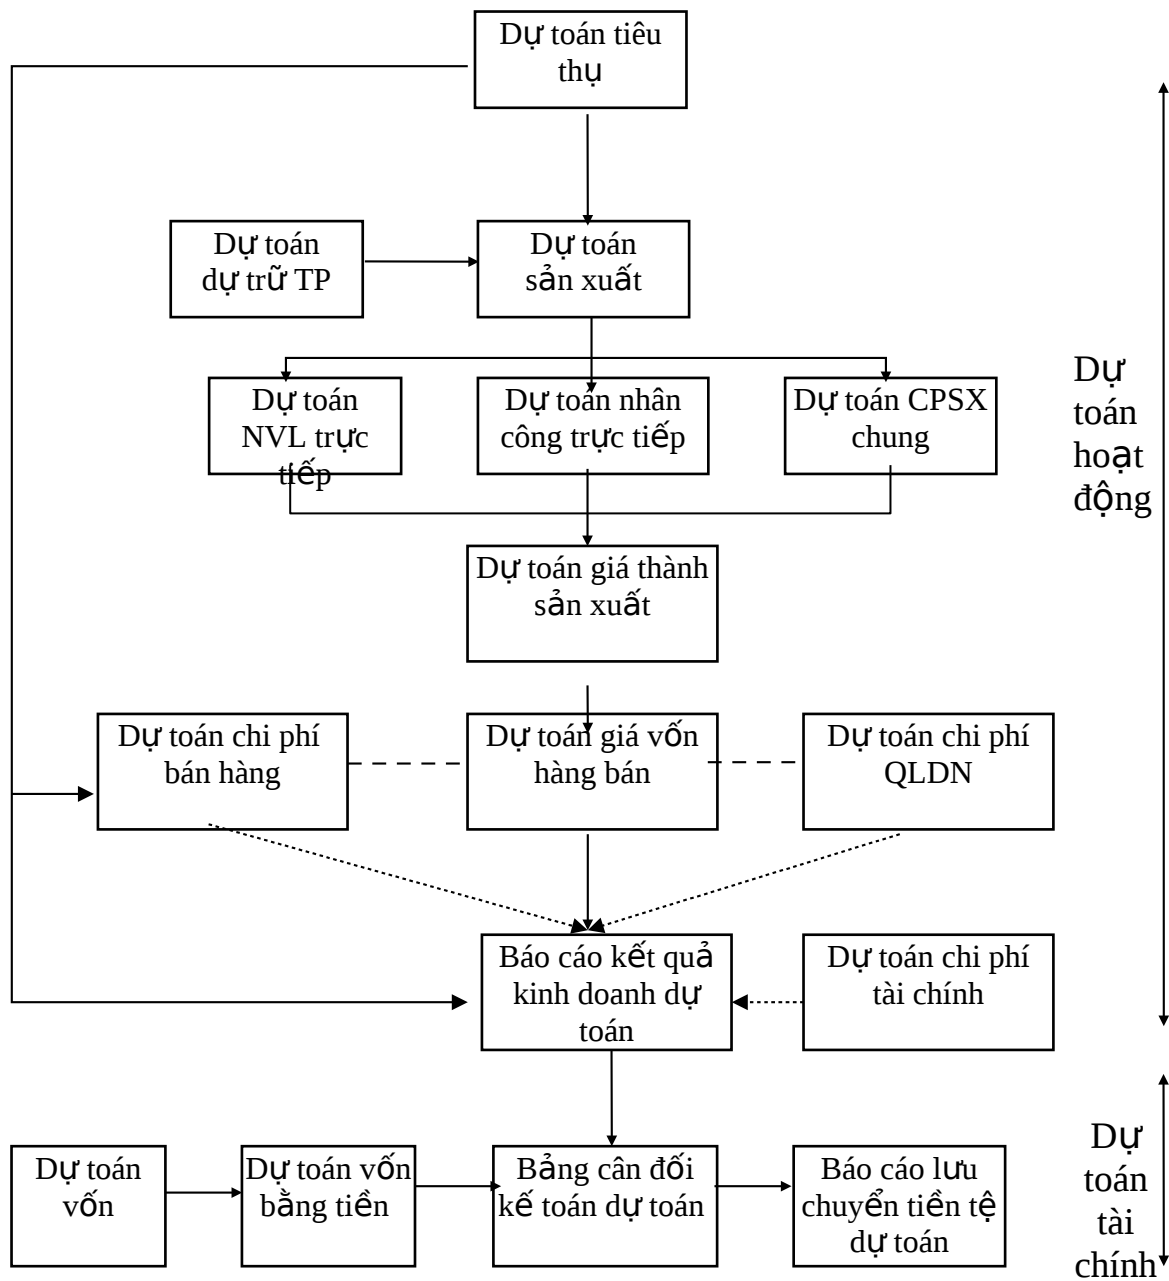 Dự toán tiêu
thụ
Dự toán
dự trữ TP
Dự toán
sản xuất
Dự toán
NVL trực
tiếp
Dự toán nhân
công trực tiếp
Dự toán CPSX
chung
Dự
toán
hoạt
động
Dự toán giá thành
sản xuất
Dự toán chi phí
bán hàng
Dự toán giá vốn
hàng bán
Dự toán chi phí
QLDN
Báo cáo kết quả
kinh doanh dự
toán
Dự toán chi phí
tài chính
Dự toán
vốn
Dự toán vốn
bằng tiền
Bảng cân đối
kế toán dự toán
Báo cáo lưu
chuyển tiền tệ
dự toán
Dự
toán
tài
chính